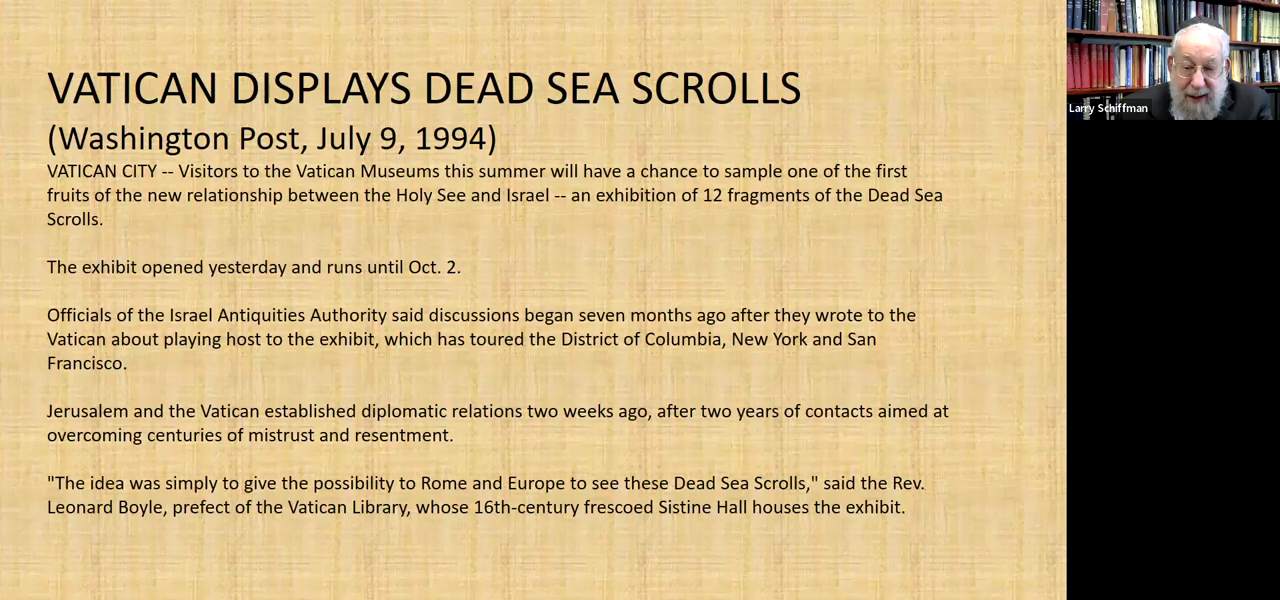 VATICAN DISPLAYS DEAD SEA SCROLLS
(Washington Post, July 9, 1994)
VATICAN CITY -- Visitors to the Vatican Museums this summer will have a chance to sample one of the first
fruits of the new relationship between the Holy See and Israel -- an exhibition of 12 fragments of the Dead Sea
Scrolls.
The exhibit opened yesterday and runs until Oct. 2.
Officials of the Israel Antiquities Authority said discussions began seven months ago after they wrote to the
Vatican about playing host to the exhibit, which has toured the District of Columbia, New York and San
Francisco.
Jerusalem and the Vatican established diplomatic relations two weeks ago, after two years of contacts aimed at
overcoming centuries of mistrust and resentment.
"The idea was simply to give the possibility to Rome and Europe to see these Dead Sea Scrolls," said the Rev.
Leonard Boyle, prefect of the Vatican Library, whose 16th-century frescoed Sistine Hall houses the exhibit.
Larry Schiffman